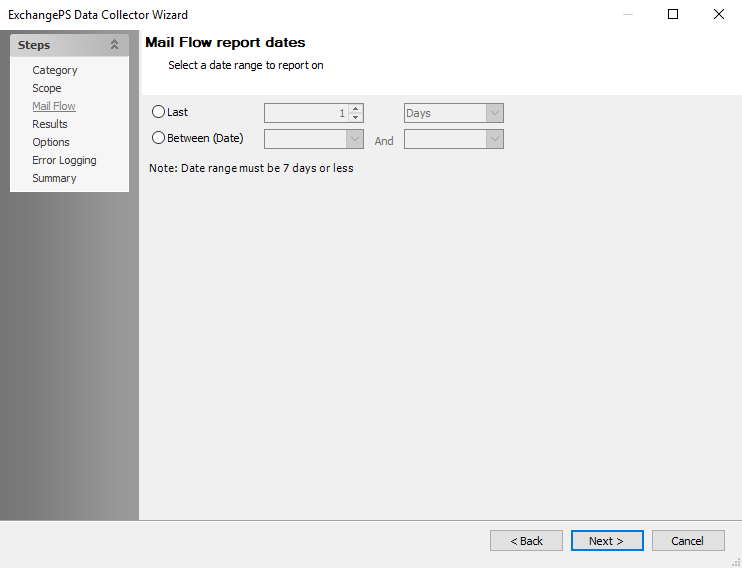 ExchangePS Data Collector Wizard
Steps
Category
Scope
Mail Flow
Results
Options
Error Logging
Summary
Mail Flow report dates
Select a date range to report on
Last 1 Days
Between (Date) And
Note: Date range must be 7 days or less
< Back Next > Cancel